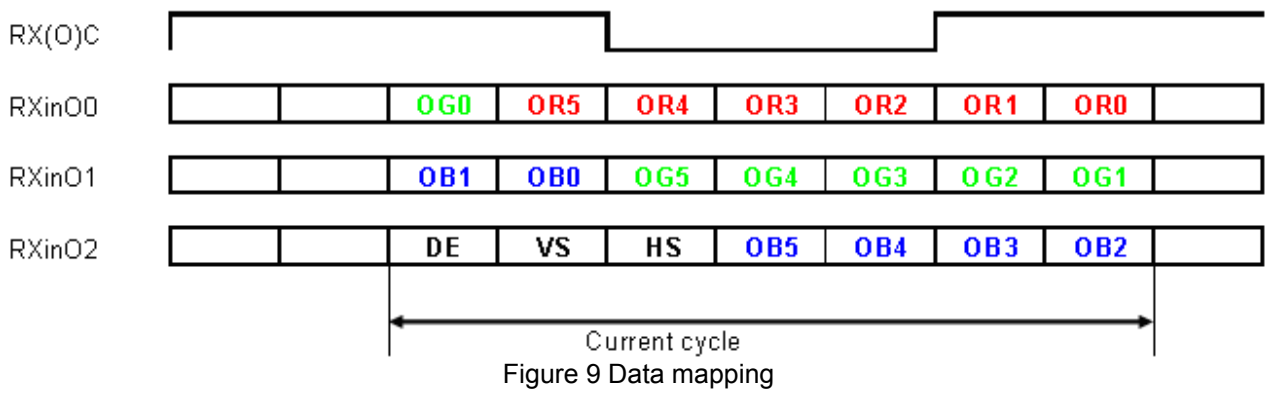 RX(O)C
RXinO0 OG0 OR5 OR4 OR3 OR2 OR1 OR0
RXinO1 OB1 OB0 OG5 OG4 OG3 OG2 OG1
RXinO2 DE VS HS OB5 OB4 OB3 OB2
Current cycle
Figure 9 Data mapping